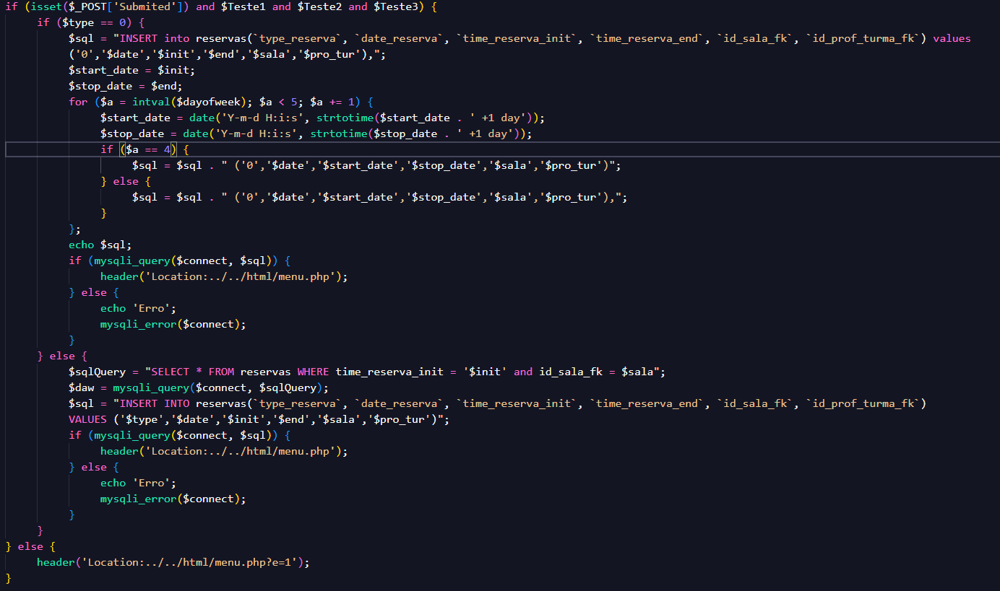 if (isset($_POST['Submited']) and $Teste1 and $Teste2 and $Teste3) {
    if ($type == 0) {
        $sql = "INSERT into reservas(`type_reserva`, `date_reserva`, `time_reserva_init`, `time_reserva_end`, `id_sala_fk`, `id_prof_turma_fk`) values
        ('0','$date','$init','$end','$sala','$pro_tur'),";
        $start_date = $init;
        $stop_date = $end;
        for ($a = intval($dayofweek); $a < 5; $a += 1) {
            $start_date = date('Y-m-d H:i:s', strtotime($start_date . ' +1 day'));
            $stop_date = date('Y-m-d H:i:s', strtotime($stop_date . ' +1 day'));
            if ($a == 4) {
                $sql = $sql . " ('0','$date','$start_date','$stop_date','$sala','$pro_tur')";
            } else {
                $sql = $sql . " ('0','$date','$start_date','$stop_date','$sala','$pro_tur'),";
            }
        };
        echo $sql;
        if (mysqli_query($connect, $sql)) {
            header('Location:../../html/menu.php');
        } else {
            echo 'Erro';
            mysqli_error($connect);
        }
    } else {
        $sqlQuery = "SELECT * FROM reservas WHERE time_reserva_init = '$init' and id_sala_fk = $sala";
        $daw = mysqli_query($connect, $sqlQuery);
        $sql = "INSERT INTO reservas(`type_reserva`, `date_reserva`, `time_reserva_init`, `time_reserva_end`, `id_sala_fk`, `id_prof_turma_fk`)
        VALUES ('$type','$date','$init','$end','$sala','$pro_tur')";
        if (mysqli_query($connect, $sql)) {
            header('Location:../../html/menu.php');
        } else {
            echo 'Erro';
            mysqli_error($connect);
        }
    }
} else {
    header('Location:../../html/menu.php?e=1');
}